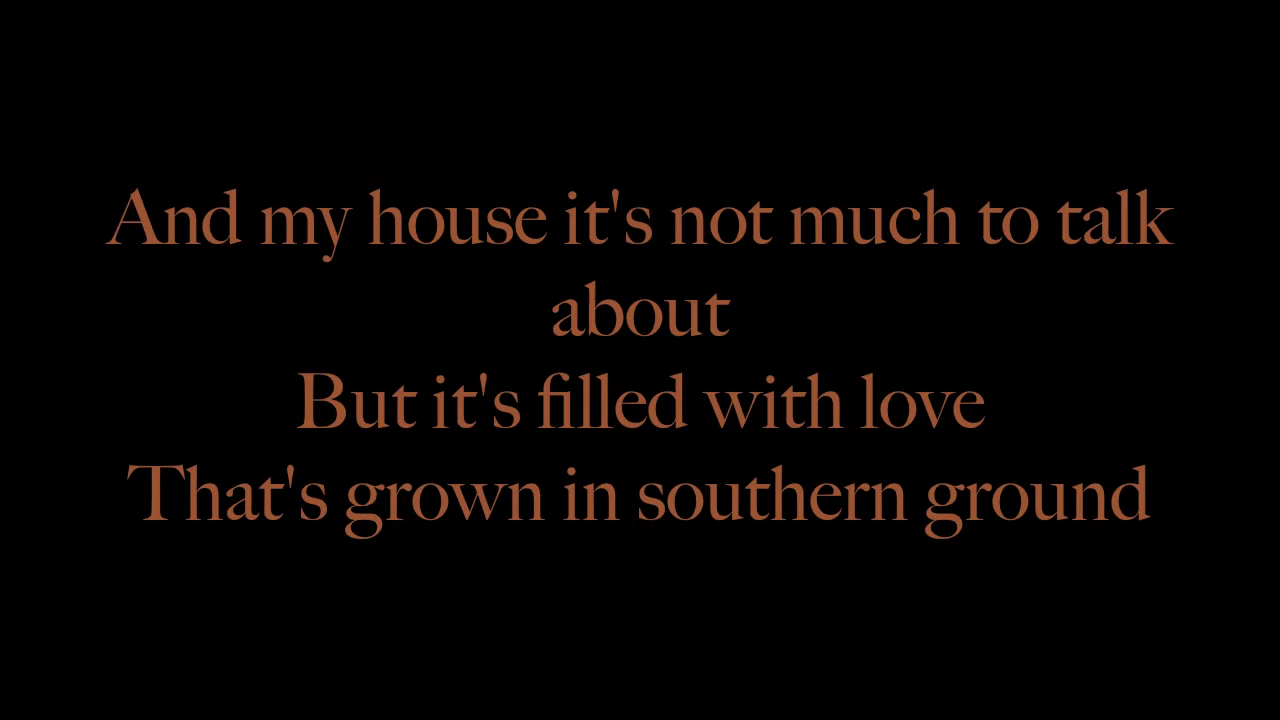 And my house it's not much to talk
about
But it's filled with love
That's grown in southern ground